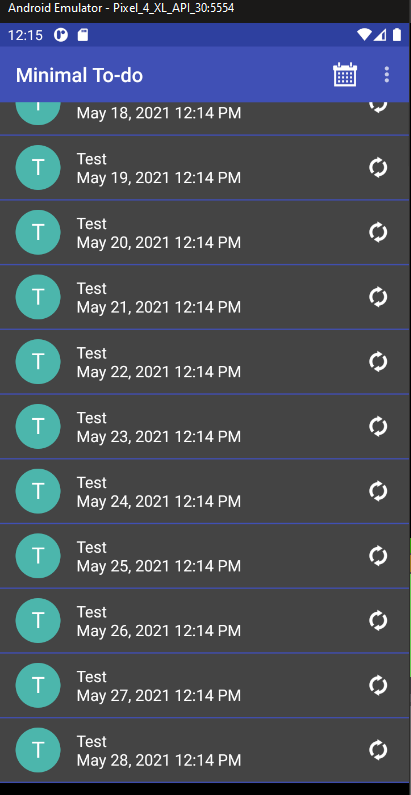 Android Emulator - Pixel_4_XL_API_30:5554
12:15
Minimal To-do
T
May 18, 2021 12:14 PM
T
Test
May 19, 2021 12:14 PM
T
Test
May 20, 2021 12:14 PM
T
Test
May 21, 2021 12:14 PM
T
Test
May 22, 2021 12:14 PM
T
Test
May 23, 2021 12:14 PM
T
Test
May 24, 2021 12:14 PM
T
Test
May 25, 2021 12:14 PM
T
Test
May 26, 2021 12:14 PM
T
Test
May 27, 2021 12:14 PM
T
Test
May 28, 2021 12:14 PM